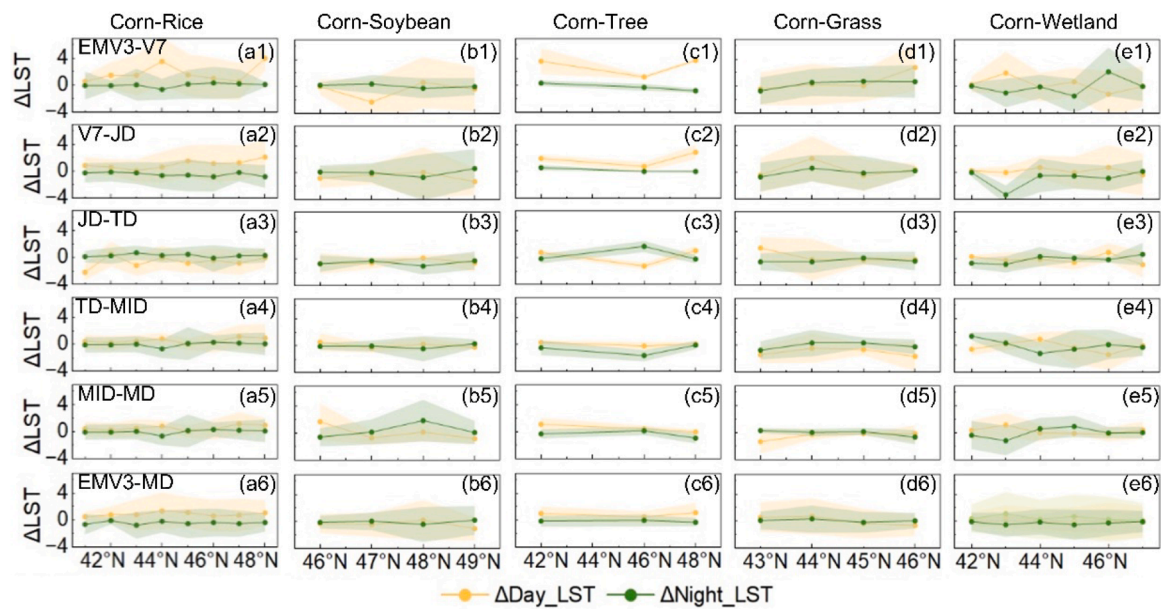 Corn-Rice Corn-Soybean Corn-Tree Corn-Grass Corn-Wetland
EMV3-V7 (a1) (b1) (c1) (d1) (e1)
ΔLST 4 0 −4
V7-JD (a2) (b2) (c2) (d2) (e2)
ΔLST 4 0 −4
JD-TD (a3) (b3) (c3) (d3) (e3)
ΔLST 4 0 −4
TD-MID (a4) (b4) (c4) (d4) (e4)
ΔLST 4 0 −4
MID-MD (a5) (b5) (c5) (d5) (e5)
ΔLST 4 0 −4
EMV3-MD (a6) (b6) (c6) (d6) (e6)
ΔLST 4 0 −4
42°N 44°N 46°N 48°N 46°N 47°N 48°N 49°N 42°N 44°N 46°N 48°N 43°N 44°N 45°N 46°N 42°N 44°N 46°N
ΔDay_LST ΔNight_LST